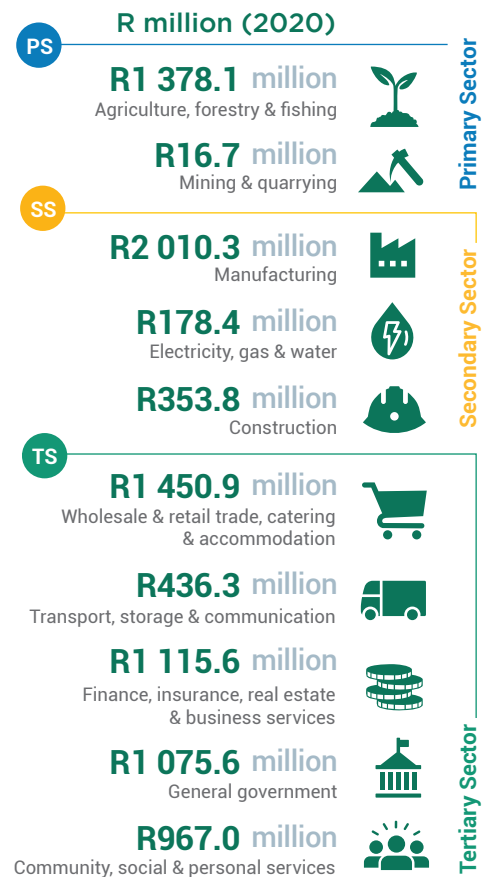 R million (2020)
PS
Primary Sector
R1 378.1 million
Agriculture, forestry & fishing
R16.7 million
Mining & quarrying
SS
Secondary Sector
R2 010.3 million
Manufacturing
R178.4 million
Electricity, gas & water
R353.8 million
Construction
TS
Tertiary Sector
R1 450.9 million
Wholesale & retail trade, catering
& accommodation
R436.3 million
Transport, storage & communication
R1 115.6 million
Finance, insurance, real estate
& business services
R1 075.6 million
General government
R967.0 million
Community, social & personal services